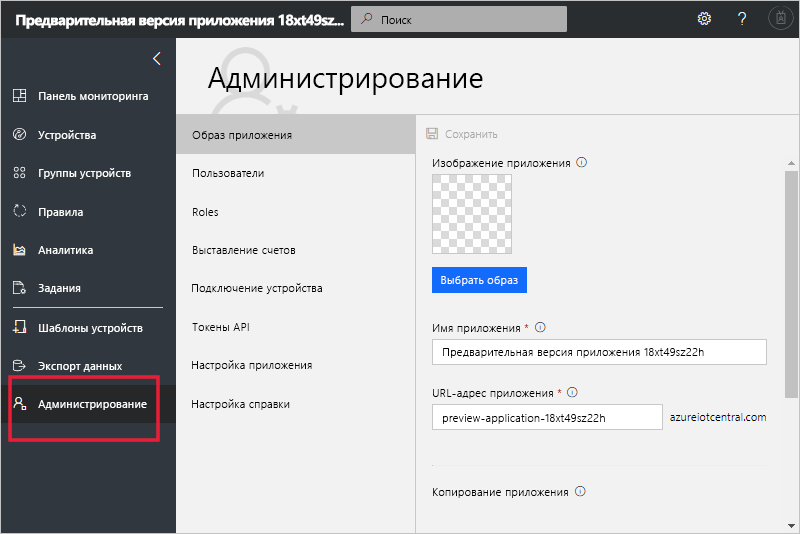 Предварительная версия приложения 18xt49sz...
Поиск
?
Администрирование
Панель мониторинга
Устройства
Группы устройств
Правила
Аналитика
Задания
Шаблоны устройств
Экспорт данных
Администрирование
Образ приложения
Пользователи
Roles
Выставление счетов
Подключение устройства
Токены API
Настройка приложения
Настройка справки
Сохранить
Изображение приложения
Выбрать образ
Имя приложения *
Предварительная версия приложения 18xt49sz22h
URL-адрес приложения *
preview-application-18xt49sz22h
azureiotcentral.com
Копирование приложения